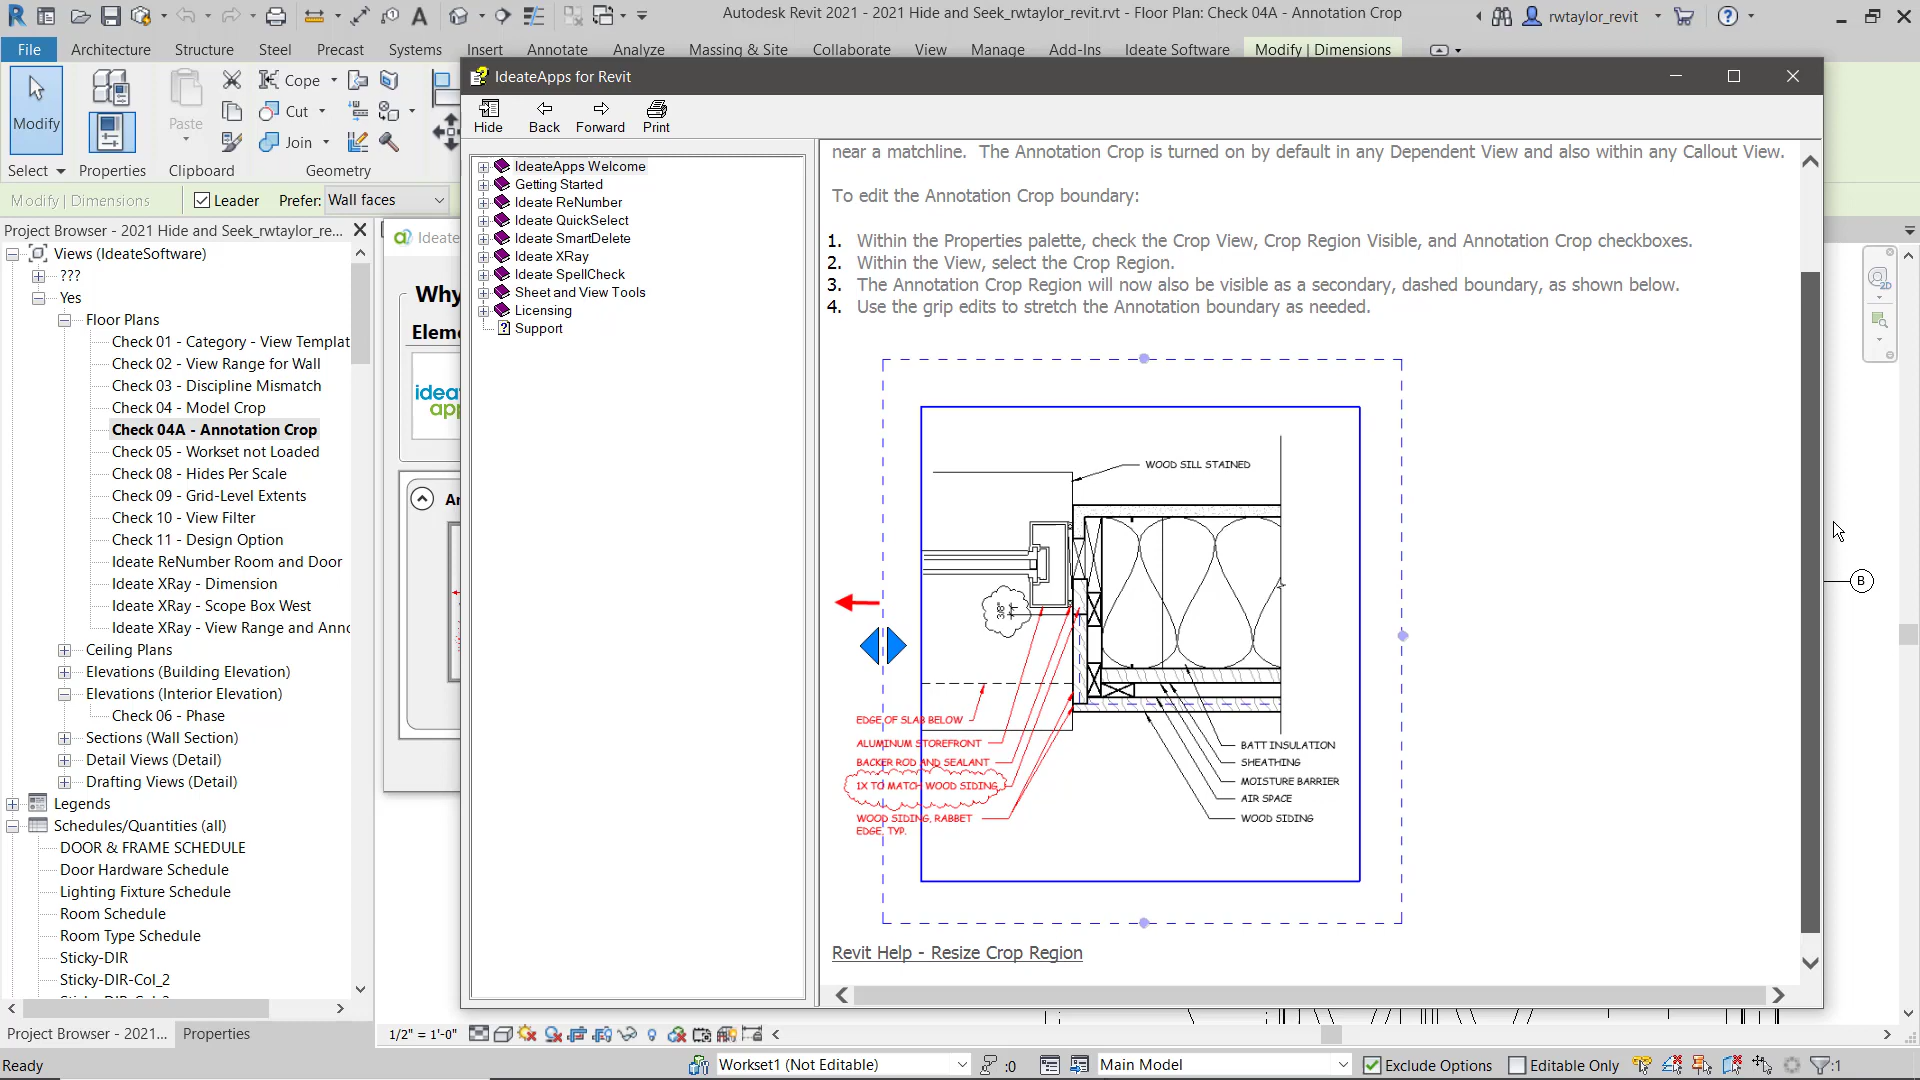 Autodesk Revit 2021 - 2021 Hide and Seek_rwtaylor_revit.rvt - Floor Plan: Check 04A - Annotation Crop
rwtaylor_revit
File
Architecture
Structure
Steel
Precast
Systems
Insert
Annotate
Analyze
Massing & Site
Collaborate
View
Manage
Add-Ins
Ideate Software
Modify | Dimensions
Modify
Paste
Cope
Cut
Join
Select
Properties
Clipboard
Geometry
Modify | Dimensions
Leader
Prefer:
Wall faces
Project Browser - 2021 Hide and Seek_rwtaylor_re...
Views (IdeateSoftware)
???
Yes
Floor Plans
Check 01 - Category - View Templat
Check 02 - View Range for Wall
Check 03 - Discipline Mismatch
Check 04 - Model Crop
Check 04A - Annotation Crop
Check 05 - Workset not Loaded
Check 08 - Hides Per Scale
Check 09 - Grid-Level Extents
Check 10 - View Filter
Check 11 - Design Option
Ideate ReNumber Room and Door
Ideate XRay - Dimension
Ideate XRay - Scope Box West
Ideate XRay - View Range and Anno
Ceiling Plans
Elevations (Building Elevation)
Elevations (Interior Elevation)
Check 06 - Phase
Sections (Wall Section)
Detail Views (Detail)
Drafting Views (Detail)
Legends
Schedules/Quantities (all)
DOOR & FRAME SCHEDULE
Door Hardware Schedule
Lighting Fixture Schedule
Room Schedule
Room Type Schedule
Sticky-DIR
Sticky-DIR-Col_2
Project Browser - 2021...
Properties
Ideate
Why
Eleme
idea
ap
Ar
IdeateApps for Revit
Hide
Back
Forward
Print
IdeateApps Welcome
Getting Started
Ideate ReNumber
Ideate QuickSelect
Ideate SmartDelete
Ideate XRay
Ideate SpellCheck
Sheet and View Tools
Licensing
Support
near a matchline. The Annotation Crop is turned on by default in any Dependent View and also within any Callout View.
To edit the Annotation Crop boundary:
1. Within the Properties palette, check the Crop View, Crop Region Visible, and Annotation Crop checkboxes.
2. Within the View, select the Crop Region.
3. The Annotation Crop Region will now also be visible as a secondary, dashed boundary, as shown below.
4. Use the grip edits to stretch the Annotation boundary as needed.
WOOD SILL STAINED
3/8"
EDGE OF SLAB BELOW
ALUMINUM STOREFRONT
BACKER ROD AND SEALANT
1X TO MATCH WOOD SIDING
WOOD SIDING, RABBET
EDGE, TYP.
BATT INSULATION
SHEATHING
MOISTURE BARRIER
AIR SPACE
WOOD SIDING
Revit Help - Resize Crop Region
2D
B
1/2" = 1'-0"
Ready
Workset1 (Not Editable)
:0
Main Model
Exclude Options
Editable Only
:1